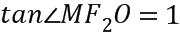 tan∠MF₂O = 1